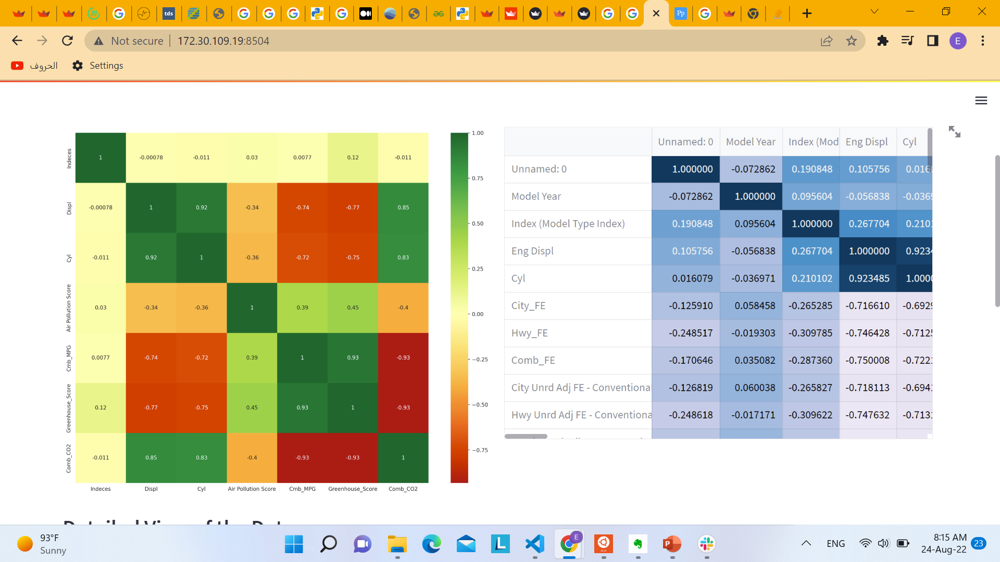 tds
Pp
Not secure
172.30.109.19:8504
E
الحروف
Settings
Indeces 1 -0.00078 -0.011 0.03 0.0077 0.12 -0.011
Displ -0.00078 1 0.92 -0.34 -0.74 -0.77 0.85
Cyl -0.011 0.92 1 -0.36 -0.72 -0.75 0.83
Air Pollution Score 0.03 -0.34 -0.36 1 0.39 0.45 -0.4
Cmb_MPG 0.0077 -0.74 -0.72 0.39 1 0.93 -0.93
Greenhouse_Score 0.12 -0.77 -0.75 0.45 0.93 1 -0.93
Comb_CO2 -0.011 0.85 0.83 -0.4 -0.93 -0.93 1
Indeces Displ Cyl Air Pollution Score Cmb_MPG Greenhouse_Score Comb_CO2
1.00
0.75
0.50
0.25
0.00
−0.25
−0.50
−0.75
Unnamed: 0 Model Year Index (Mod Eng Displ Cyl
Unnamed: 0 1.000000 -0.072862 0.190848 0.105756 0.016
Model Year -0.072862 1.000000 0.095604 -0.056838 -0.036
Index (Model Type Index) 0.190848 0.095604 1.000000 0.267704 0.210
Eng Displ 0.105756 -0.056838 0.267704 1.000000 0.923
Cyl 0.016079 -0.036971 0.210102 0.923485 1.000
City_FE -0.125910 0.058458 -0.265285 -0.716610 -0.692
Hwy_FE -0.248517 -0.019303 -0.309785 -0.746428 -0.712
Comb_FE -0.170646 0.035082 -0.287360 -0.750008 -0.722
City Unrd Adj FE - Conventiona -0.126819 0.060038 -0.265827 -0.718113 -0.694
Hwy Unrd Adj FE - Conventiona -0.248618 -0.017171 -0.309622 -0.747632 -0.713
93°F
Sunny
ENG
8:15 AM
24-Aug-22
23